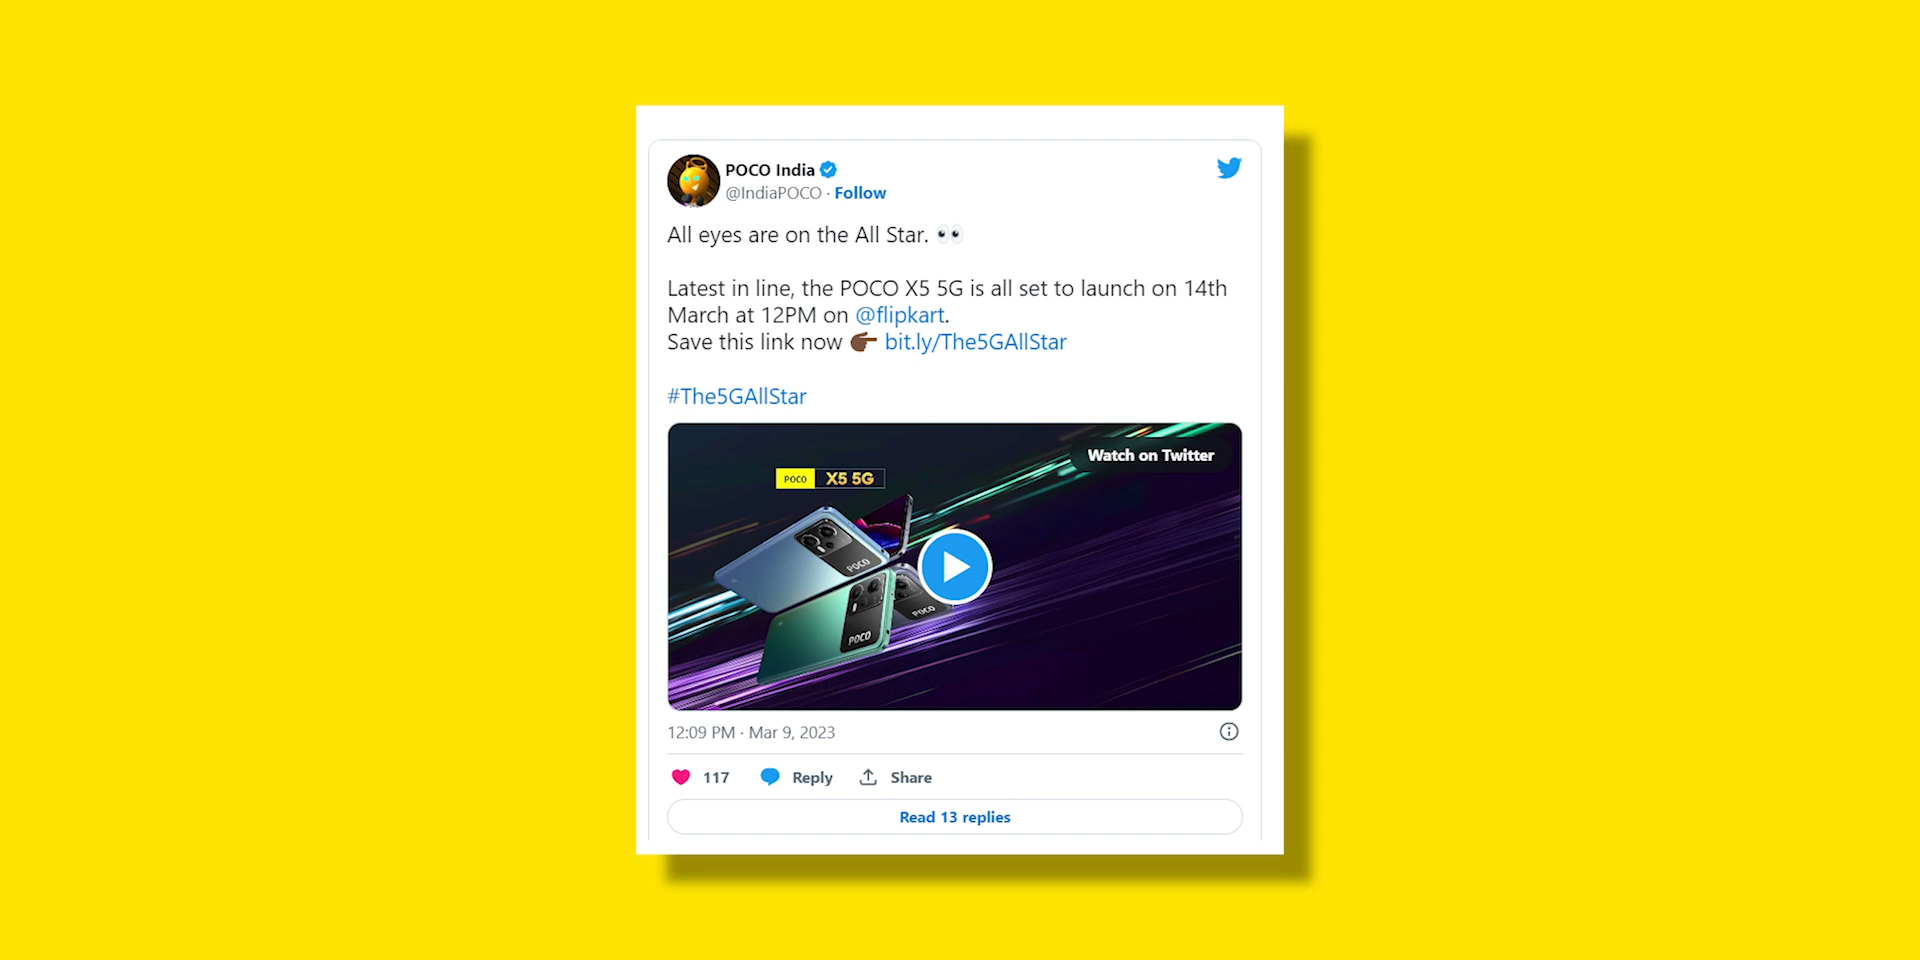 POCO India
@IndiaPOCO · Follow
All eyes are on the All Star. 👀
Latest in line, the POCO X5 5G is all set to launch on 14th
March at 12PM on @flipkart.
Save this link now 👉🏾 bit.ly/The5GAllStar
#The5GAllStar
Watch on Twitter
POCO X5 5G
POCO
POCO
POCO
12:09 PM · Mar 9, 2023
117 Reply Share
Read 13 replies